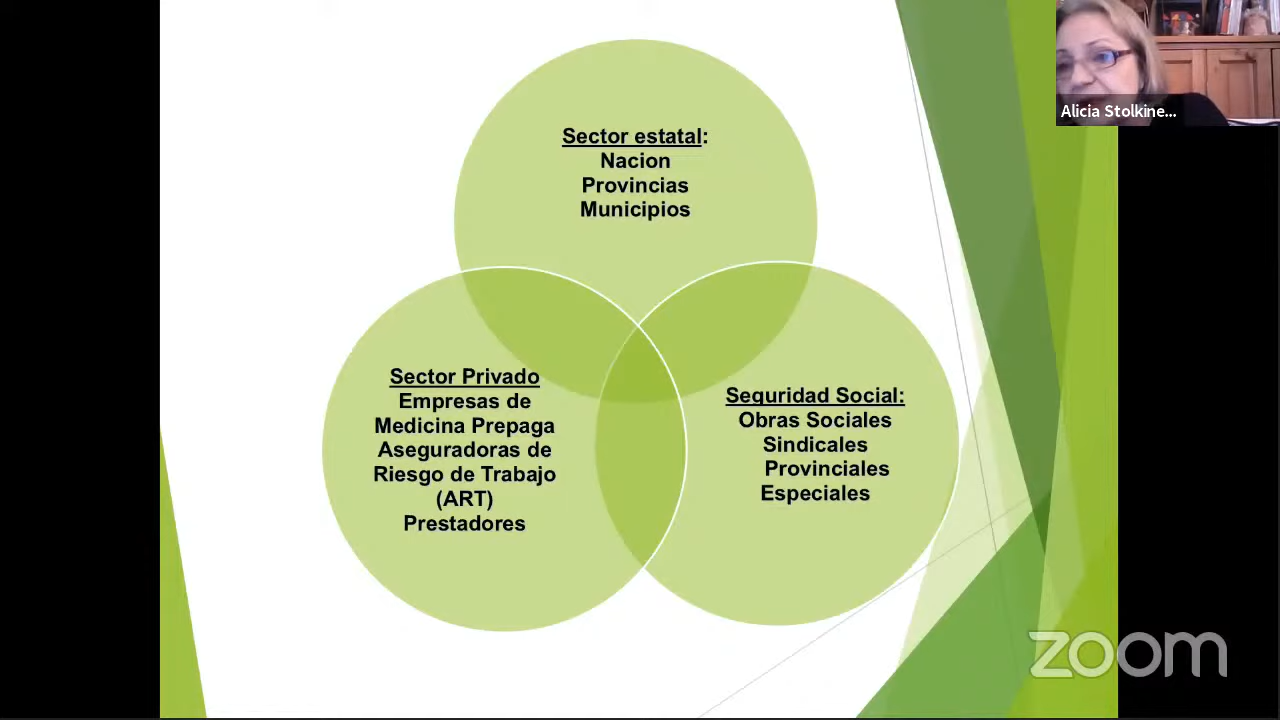 Sector estatal:
Nacion
Provincias
Municipios
Sector Privado
Empresas de
Medicina Prepaga
Aseguradoras de
Riesgo de Trabajo
(ART)
Prestadores
Seguridad Social:
Obras Sociales
Sindicales
Provinciales
Especiales
Alicia Stolkine...
zoom